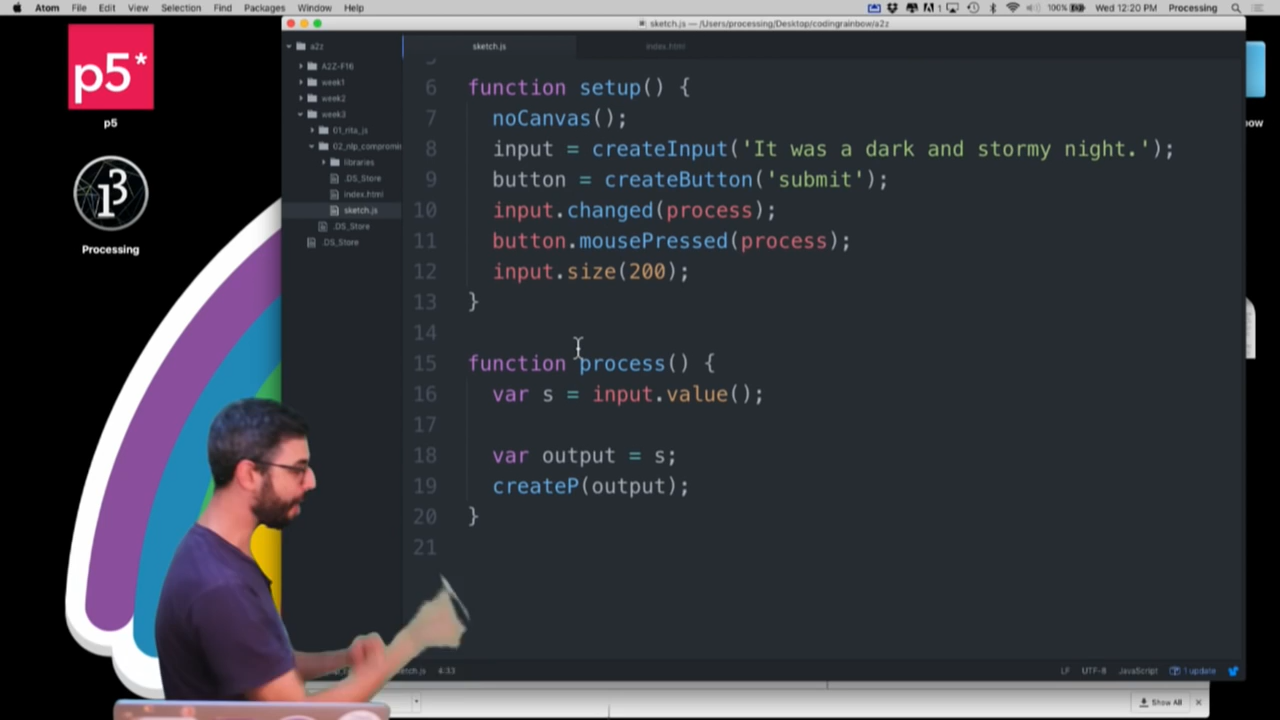 Atom File Edit View Selection Find Packages Window Help 1 100% Wed 12:20 PM Processing
sketch.js — /Users/processing/Desktop/codingrainbow/a2z
a2z
sketch.js
index.html
A2Z-F16
week1
week2
week3
01_rita_js
02_nlp_compromi
libraries
.DS_Store
index.html
sketch.js
.DS_Store
.DS_Store
p5*
p5
Processing
6 function setup() {
7 noCanvas();
8 input = createInput('It was a dark and stormy night.');
9 button = createButton('submit');
10 input.changed(process);
11 button.mousePressed(process);
12 input.size(200);
13 }
14
15 function process() {
16 var s = input.value();
17
18 var output = s;
19 createP(output);
20 }
21
4:33
LF UTF-8 JavaScript 1 update
Show All